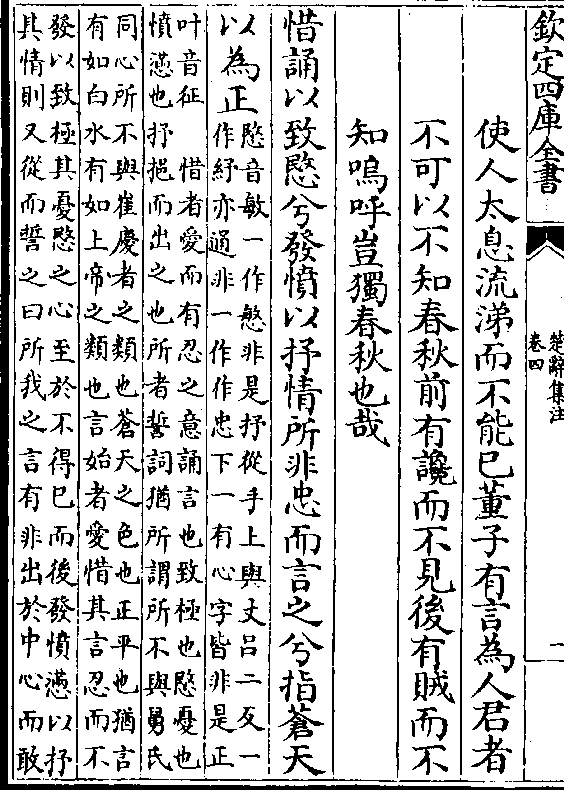 欽定四庫全書
楚辭集注
卷四
二
使人太息流涕而不能已董子有言為人君者
不可以不知春秋前有讒而不見後有賊而不
知嗚呼豈獨春秋也哉
惜誦以致愍兮發憤以抒情所非忠而言之兮指蒼天
以為正
愍音敏一作慜非是抒從手上與丈吕二反一
作紓亦通非一作作忠下一有心字皆非是正
叶音征　惜者愛而有忍之意誦言也致極也愍憂也
憤懣也抒挹而出之也所者誓詞猶所謂所不與舅氏
同心所不與崔慶者之類也蒼天之色也正平也猶言
有如白水有如上帝之類也言始者愛惜其言忍而不
發以致極其憂愍之心至於不得已而後發憤懣以抒
其情則又從而誓之曰所我之言有非出於中心而敢